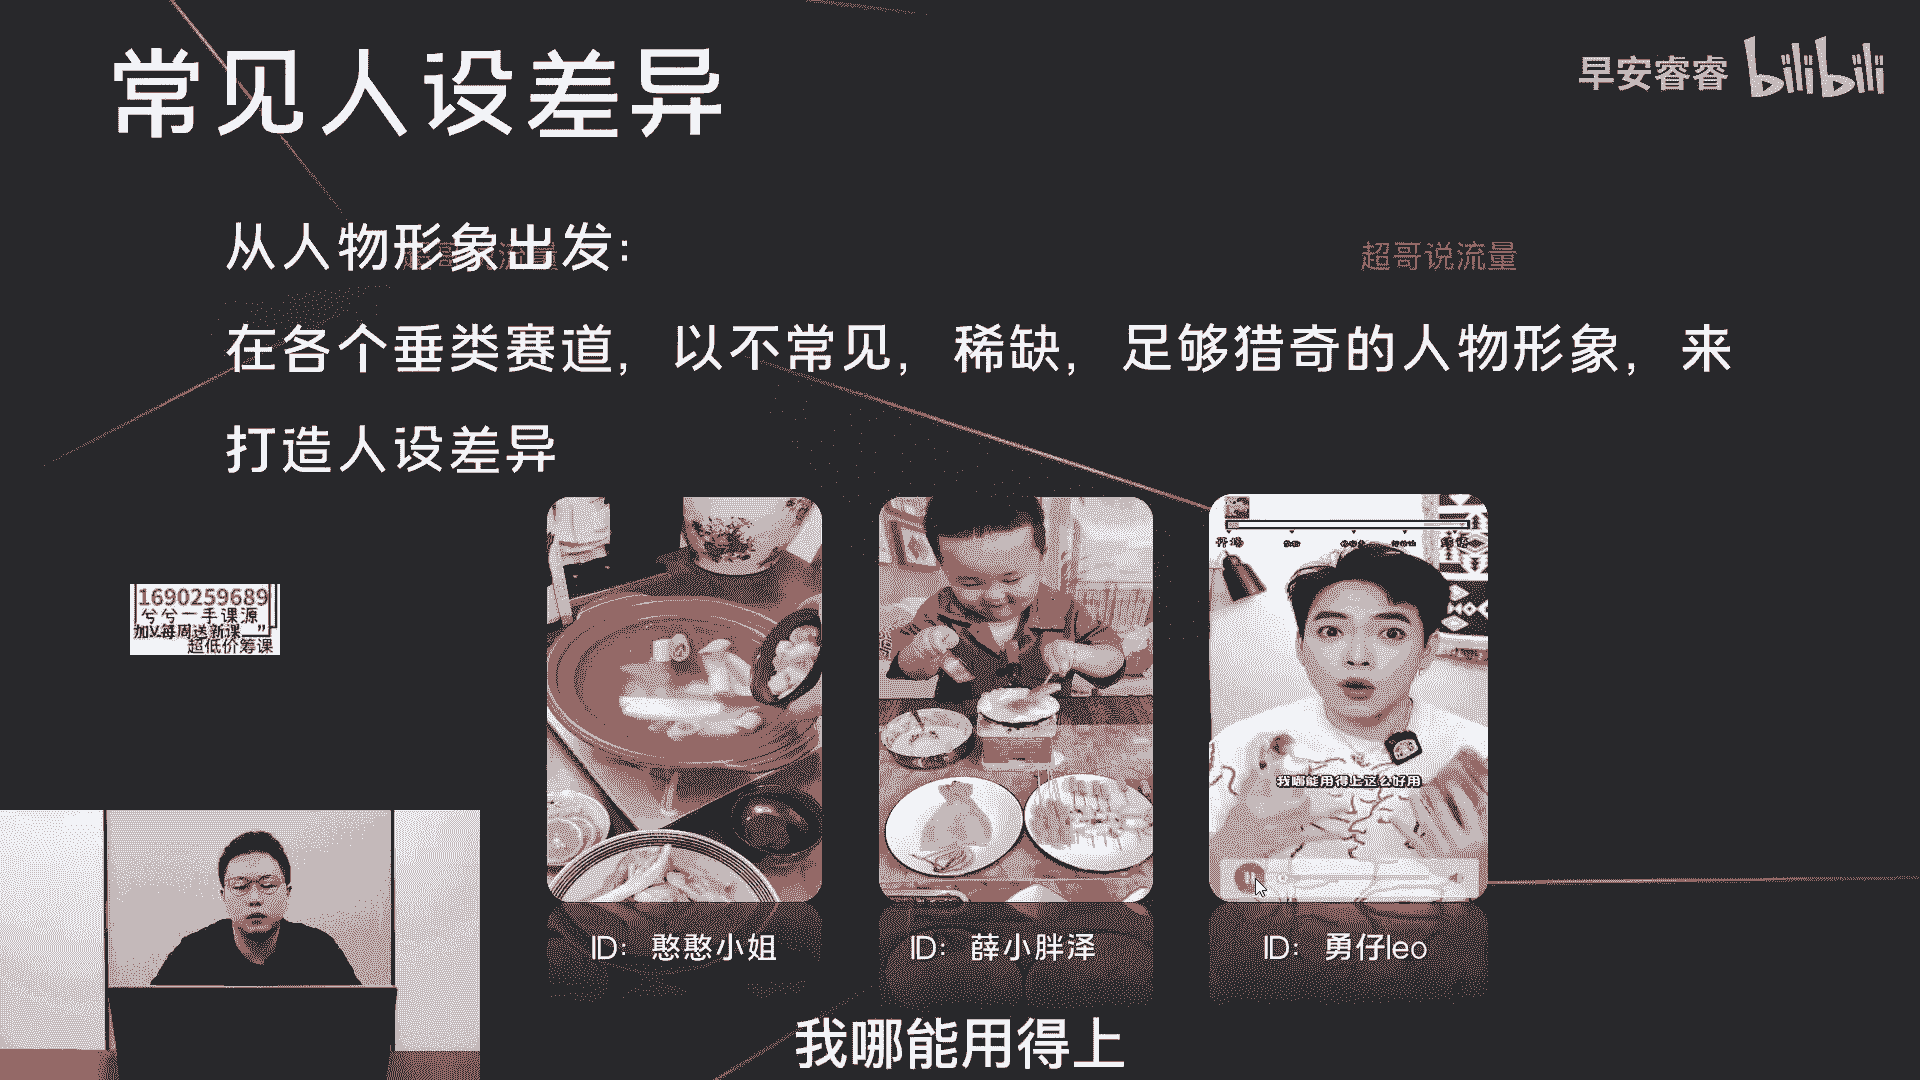 常见人设差异
早安睿睿 bilibili
从人物形象出发:
超哥说流量
超哥说流量
在各个垂类赛道，以不常见，稀缺，足够猎奇的人物形象，来
打造人设差异
1690259689
兮兮一手课源
加V每周送新课
超低价筹课
我哪能用得上这么好用
ID: 憨憨小姐
ID: 薛小胖泽
ID: 勇仔leo
我哪能用得上